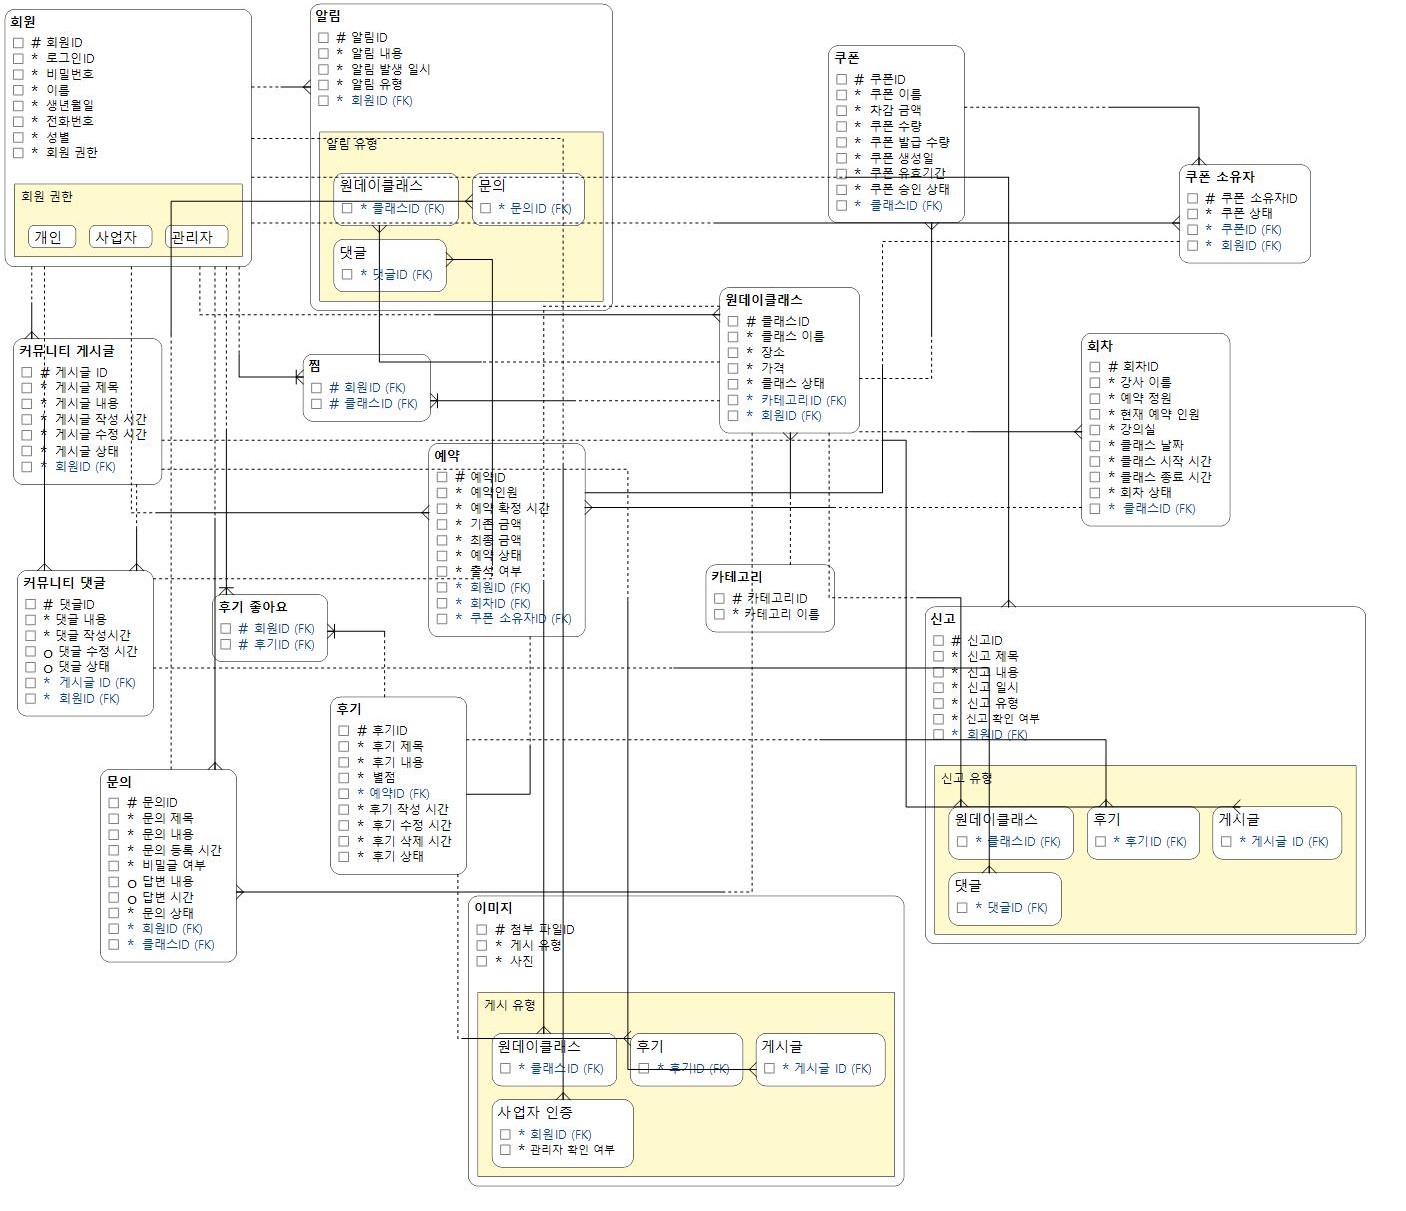 회원
# 회원ID
* 로그인ID
* 비밀번호
* 이름
* 생년월일
* 전화번호
* 성별
* 회원 권한
회원 권한
개인
사업자
관리자
알림
# 알림ID
* 알림 내용
* 알림 발생 일시
* 알림 유형
* 회원ID (FK)
알림 유형
원데이클래스
* 클래스ID (FK)
문의
* 문의ID (FK)
댓글
* 댓글ID (FK)
쿠폰
# 쿠폰ID
* 쿠폰 이름
* 차감 금액
* 쿠폰 수량
* 쿠폰 발급 수량
* 쿠폰 생성일
* 쿠폰 유효기간
* 쿠폰 승인 상태
* 클래스ID (FK)
쿠폰 소유자
# 쿠폰 소유자ID
* 쿠폰 상태
* 쿠폰ID (FK)
* 회원ID (FK)
원데이클래스
# 클래스ID
* 클래스 이름
* 장소
* 가격
* 클래스 상태
* 카테고리ID (FK)
* 회원ID (FK)
회차
# 회차ID
* 강사 이름
* 예약 정원
* 현재 예약 인원
* 강의실
* 클래스 날짜
* 클래스 시작 시간
* 클래스 종료 시간
* 회차 상태
* 클래스ID (FK)
커뮤니티 게시글
# 게시글 ID
* 게시글 제목
* 게시글 내용
* 게시글 작성 시간
* 게시글 수정 시간
* 게시글 상태
* 회원ID (FK)
찜
# 회원ID (FK)
# 클래스ID (FK)
예약
# 예약ID
* 예약인원
* 예약 확정 시간
* 기존 금액
* 최종 금액
* 예약 상태
* 출석 여부
* 회원ID (FK)
* 회차ID (FK)
* 쿠폰 소유자ID (FK)
카테고리
# 카테고리ID
* 카테고리 이름
커뮤니티 댓글
# 댓글ID
* 댓글 내용
* 댓글 작성시간
o 댓글 수정 시간
o 댓글 상태
* 게시글 ID (FK)
* 회원ID (FK)
후기 좋아요
# 회원ID (FK)
# 후기ID (FK)
신고
# 신고ID
* 신고 제목
* 신고 내용
* 신고 일시
* 신고 유형
* 신고 확인 여부
* 회원ID (FK)
신고 유형
원데이클래스
* 클래스ID (FK)
후기
* 후기ID (FK)
게시글
* 게시글 ID (FK)
댓글
* 댓글ID (FK)
후기
# 후기ID
* 후기 제목
* 후기 내용
* 별점
* 예약ID (FK)
* 후기 작성 시간
* 후기 수정 시간
* 후기 삭제 시간
* 후기 상태
문의
# 문의ID
* 문의 제목
* 문의 내용
* 문의 등록 시간
* 비밀글 여부
o 답변 내용
o 답변 시간
* 문의 상태
* 회원ID (FK)
* 클래스ID (FK)
이미지
# 첨부 파일ID
* 게시 유형
* 사진
게시 유형
원데이클래스
* 클래스ID (FK)
후기
* 후기ID (FK)
게시글
* 게시글 ID (FK)
사업자 인증
* 회원ID (FK)
* 관리자 확인 여부